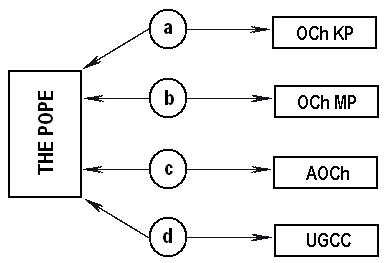 THE POPE
a
OCh KP
b
OCh MP
c
AOCh
d
UGCC